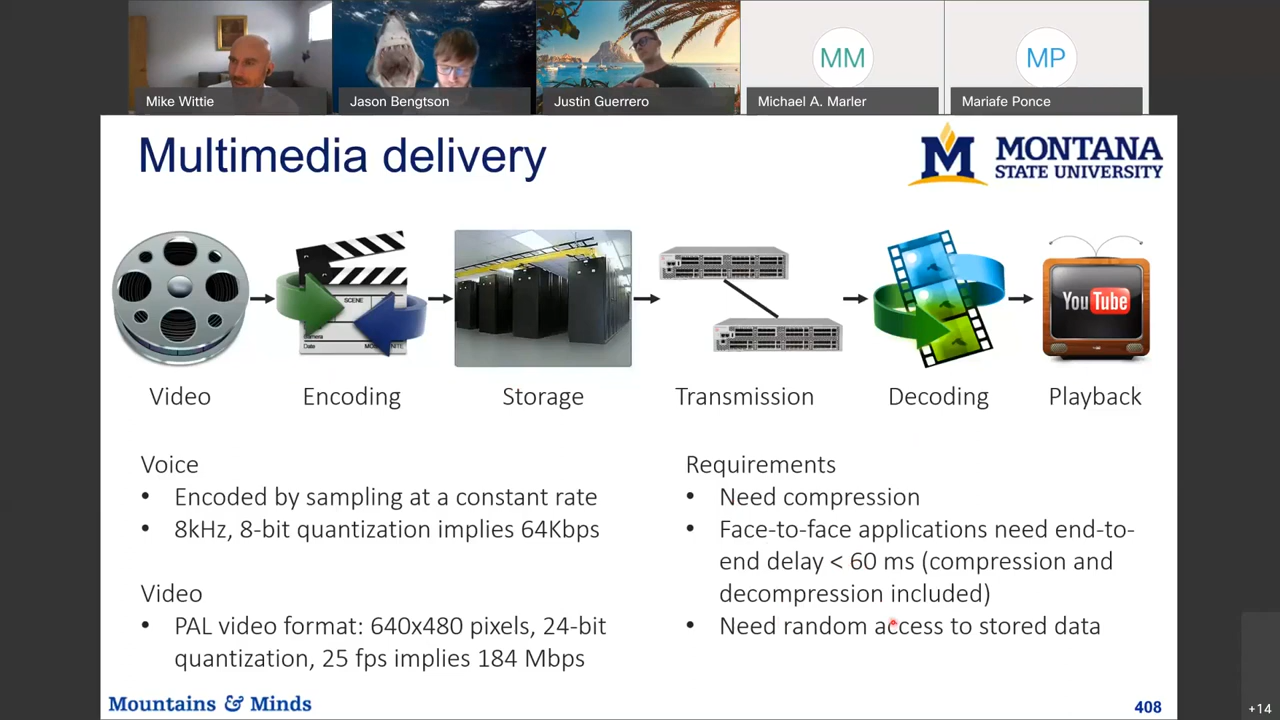 Mike Wittie
Jason Bengtson
Justin Guerrero
MM
Michael A. Marler
MP
Mariafe Ponce
Multimedia delivery
M
MONTANA
STATE UNIVERSITY
SCENE
Date
YouTube
Video
Encoding
Storage
Transmission
Decoding
Playback
Voice
• Encoded by sampling at a constant rate
• 8kHz, 8-bit quantization implies 64Kbps
Video
• PAL video format: 640x480 pixels, 24-bit
quantization, 25 fps implies 184 Mbps
Requirements
• Need compression
• Face-to-face applications need end-to-
end delay < 60 ms (compression and
decompression included)
• Need random access to stored data
Mountains & Minds
408
+14